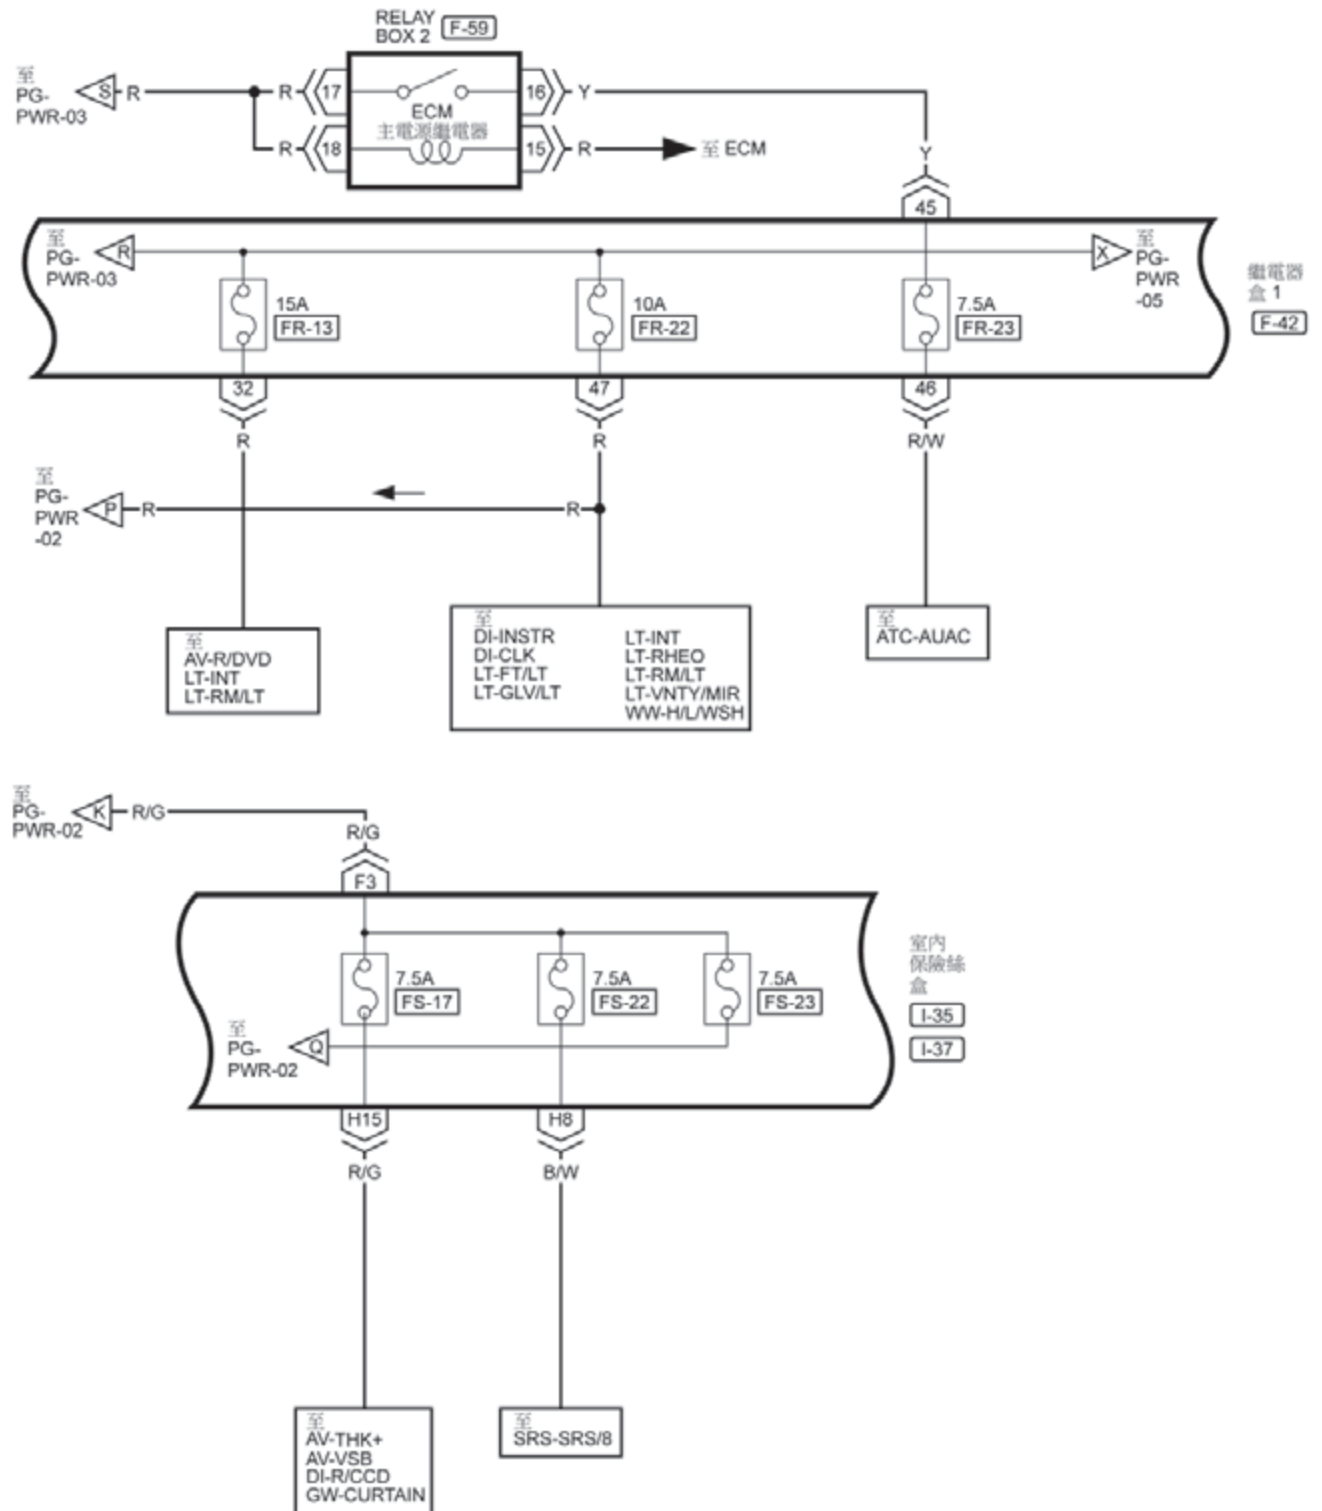 RELAY
BOX 2
F-59
至
PG-
PWR-03
S
R
R
17
16
Y
ECM
主電源繼電器
R
18
15
R
至 ECM
Y
45
至
PG-
PWR-03
R
X
至
PG-
PWR
-05
繼電器
盒 1
F-42
15A
FR-13
10A
FR-22
7.5A
FR-23
32
47
46
R
R
R/W
至
PG-
PWR
-02
P
R
R
至
AV-R/DVD
LT-INT
LT-RM/LT
至
DI-INSTR
DI-CLK
LT-FT/LT
LT-GLV/LT
LT-INT
LT-RHEO
LT-RM/LT
LT-VNTY/MIR
WW-H/L/WSH
至
ATC-AUAC
至
PG-
PWR-02
K
R/G
R/G
F3
7.5A
FS-17
7.5A
FS-22
7.5A
FS-23
至
PG-
PWR-02
Q
室內
保險絲
盒
I-35
I-37
H15
H8
R/G
B/W
至
AV-THK+
AV-VSB
DI-R/CCD
GW-CURTAIN
至
SRS-SRS/8